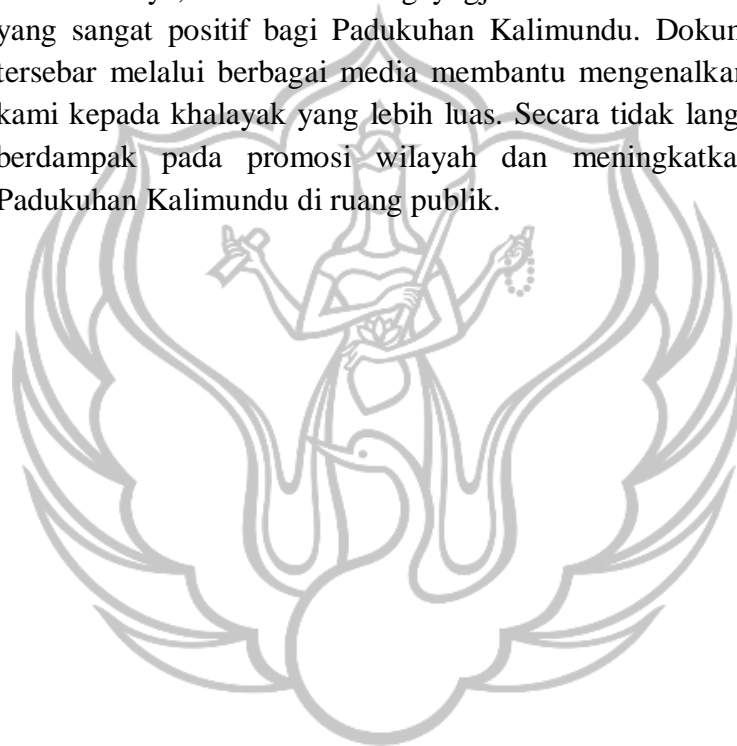 yang sangat positif bagi Padukuhan Kalimundu. Dokun
tersebar melalui berbagai media membantu mengenalkan
kami kepada khalayak yang lebih luas. Secara tidak lang
berdampak pada promosi wilayah dan meningkatka
Padukuhan Kalimundu di ruang publik.